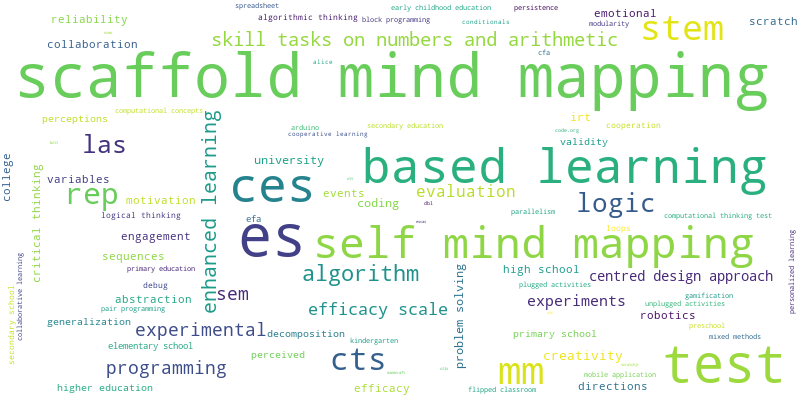 spreadsheet
early childhood education
persistence
algorithmic thinking
block programming
conditionals
emotional
modularity
reliability
scratch
stem
collaboration
skill tasks on numbers and arithmetic
cfa
alice
scaffold mind mapping
computational concepts
perceptions
arduino
secondary education
irt
cooperation
cooperative learning
code.org
las
validity
college
critical thinking
enhanced learning
university
based learning
variables
rep
ces
events
evaluation
motivation
coding
dbl
logic
logical thinking
efa
parallelism
computational thinking test
engagement
es
self mind mapping
loops
personalized learning
sequences
primary education
algorithm
high school
centred design approach
collaborative learning
secondary school
debug
sem
problem solving
plugged activities
gamification
abstraction
experiments
unplugged activities
pair programming
efficacy scale
robotics
generalization
experimental
decomposition
preschool
primary school
mixed methods
elementary school
kindergarten
perceived
cts
creativity
test
programming
mm
mobile application
higher education
efficacy
flipped classroom
directions